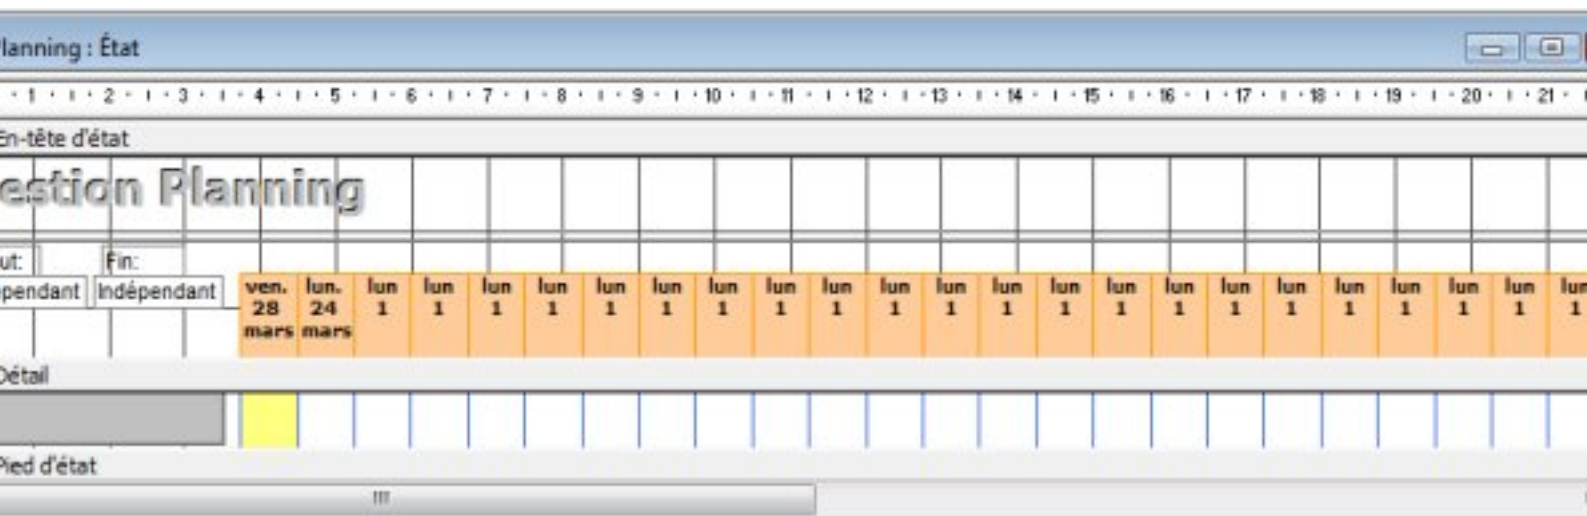 lanning : État
1 2 3 4 5 6 7 8 9 10 11 12 13 14 15 16 17 18 19 20 21
En-tête d'état
estion Planning
ut: Fin:
pendant Indépendant
ven. lun. lun lun lun lun lun lun lun lun lun lun lun lun lun lun lun lun lun lun lun lun lun lun
28 24 1 1 1 1 1 1 1 1 1 1 1 1 1 1 1 1 1 1 1 1 1 1
mars mars
Détail
Pied d'état